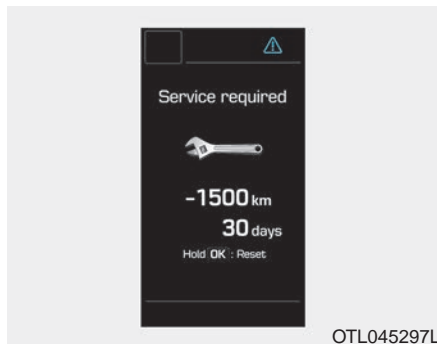 Service required
-1500 km
30 days
Hold OK : Reset
OTL045297L